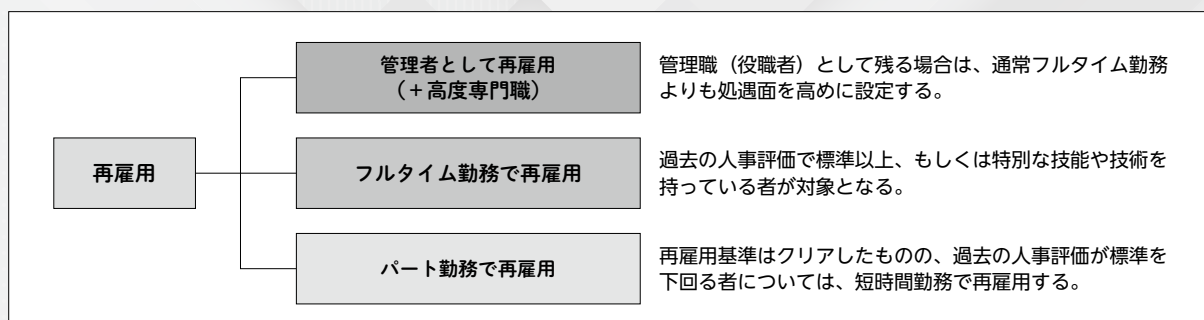 再雇用
管理者として再雇用
（＋高度専門職）
管理職（役職者）として残る場合は、通常フルタイム勤務
よりも処遇面を高めに設定する。
フルタイム勤務で再雇用
過去の人事評価で標準以上、もしくは特別な技能や技術を
持っている者が対象となる。
パート勤務で再雇用
再雇用基準はクリアしたものの、過去の人事評価が標準を
下回る者については、短時間勤務で再雇用する。